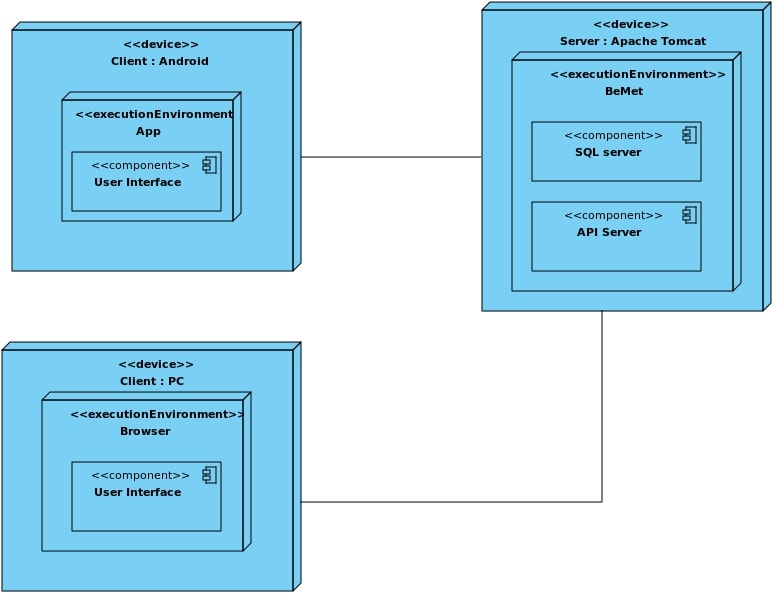 <<device>>
Client : Android
<<executionEnvironment
App
<<component>>
User Interface
<<device>>
Server : Apache Tomcat
<<executionEnvironment>>
BeMet
<<component>>
SQL server
<<component>>
API Server
<<device>>
Client : PC
<<executionEnvironment>>
Browser
<<component>>
User Interface